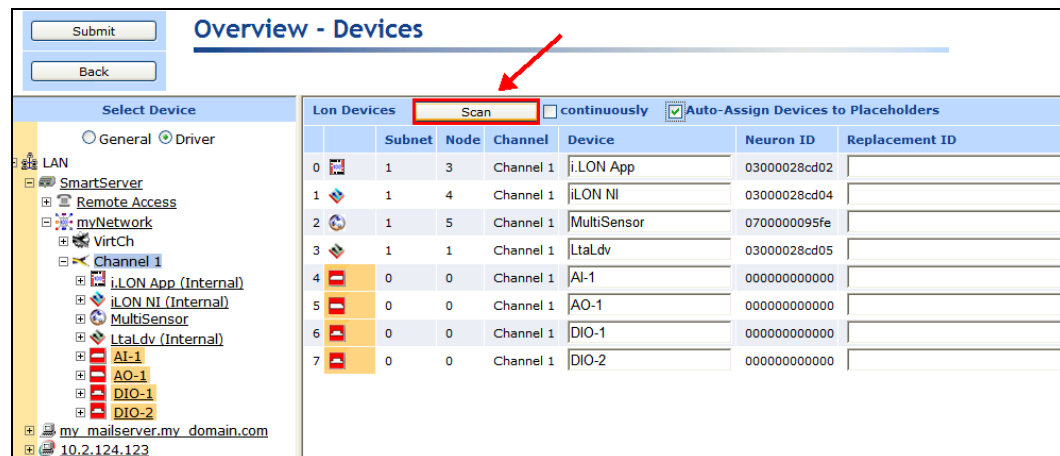 Submit
Overview - Devices
Back
Select Device
General Driver
LAN
SmartServer
Remote Access
myNetwork
VirtCh
Channel 1
i.LON App (Internal)
iLON NI (Internal)
MultiSensor
LtaLdv (Internal)
AI-1
AO-1
DIO-1
DIO-2
my_mailserver.my_domain.com
10.2.124.123
Lon Devices Scan continuously Auto-Assign Devices to Placeholders
Subnet Node Channel Device Neuron ID Replacement ID
0 1 3 Channel 1 i.LON App 03000028cd02
1 1 4 Channel 1 iLON NI 03000028cd04
2 1 5 Channel 1 MultiSensor 0700000095fe
3 1 1 Channel 1 LtaLdv 03000028cd05
4 0 0 Channel 1 AI-1 000000000000
5 0 0 Channel 1 AO-1 000000000000
6 0 0 Channel 1 DIO-1 000000000000
7 0 0 Channel 1 DIO-2 000000000000